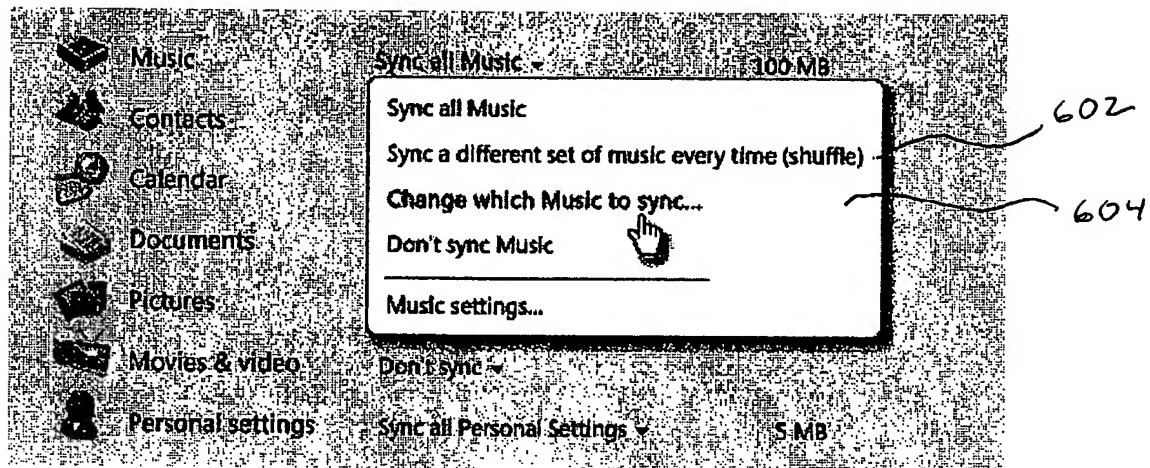 Music Sync all Music 100 MB
Contacts
Calendar
Documents
Pictures
Movies & video Don't sync
Personal settings Sync all Personal Settings 5 MB
Sync all Music
Sync a different set of music every time (shuffle)
Change which Music to sync...
Don't sync Music
Music settings...
602
604